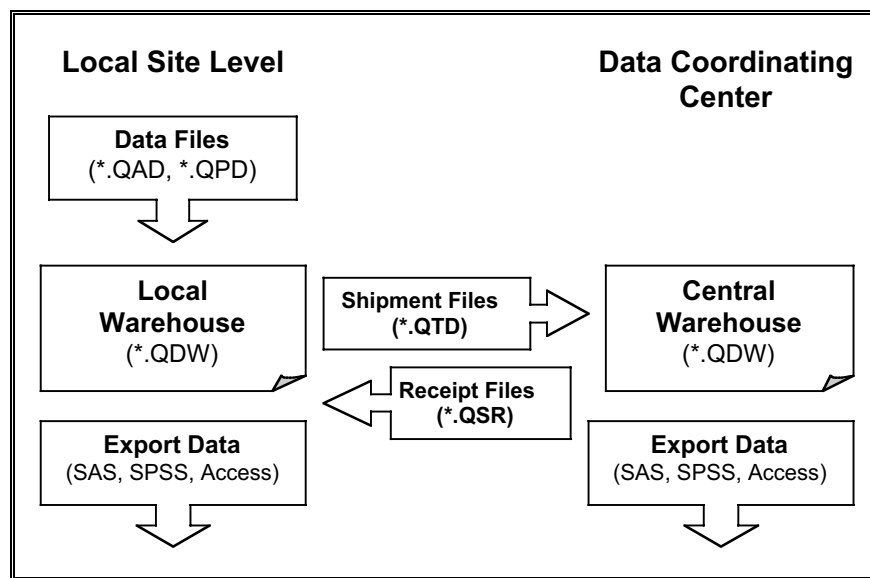 Local Site Level
Data Coordinating
Center
Data Files
(*.QAD, *.QPD)
Local
Warehouse
(*.QDW)
Shipment Files
(*.QTD)
Central
Warehouse
(*.QDW)
Receipt Files
(*.QSR)
Export Data
(SAS, SPSS, Access)
Export Data
(SAS, SPSS, Access)